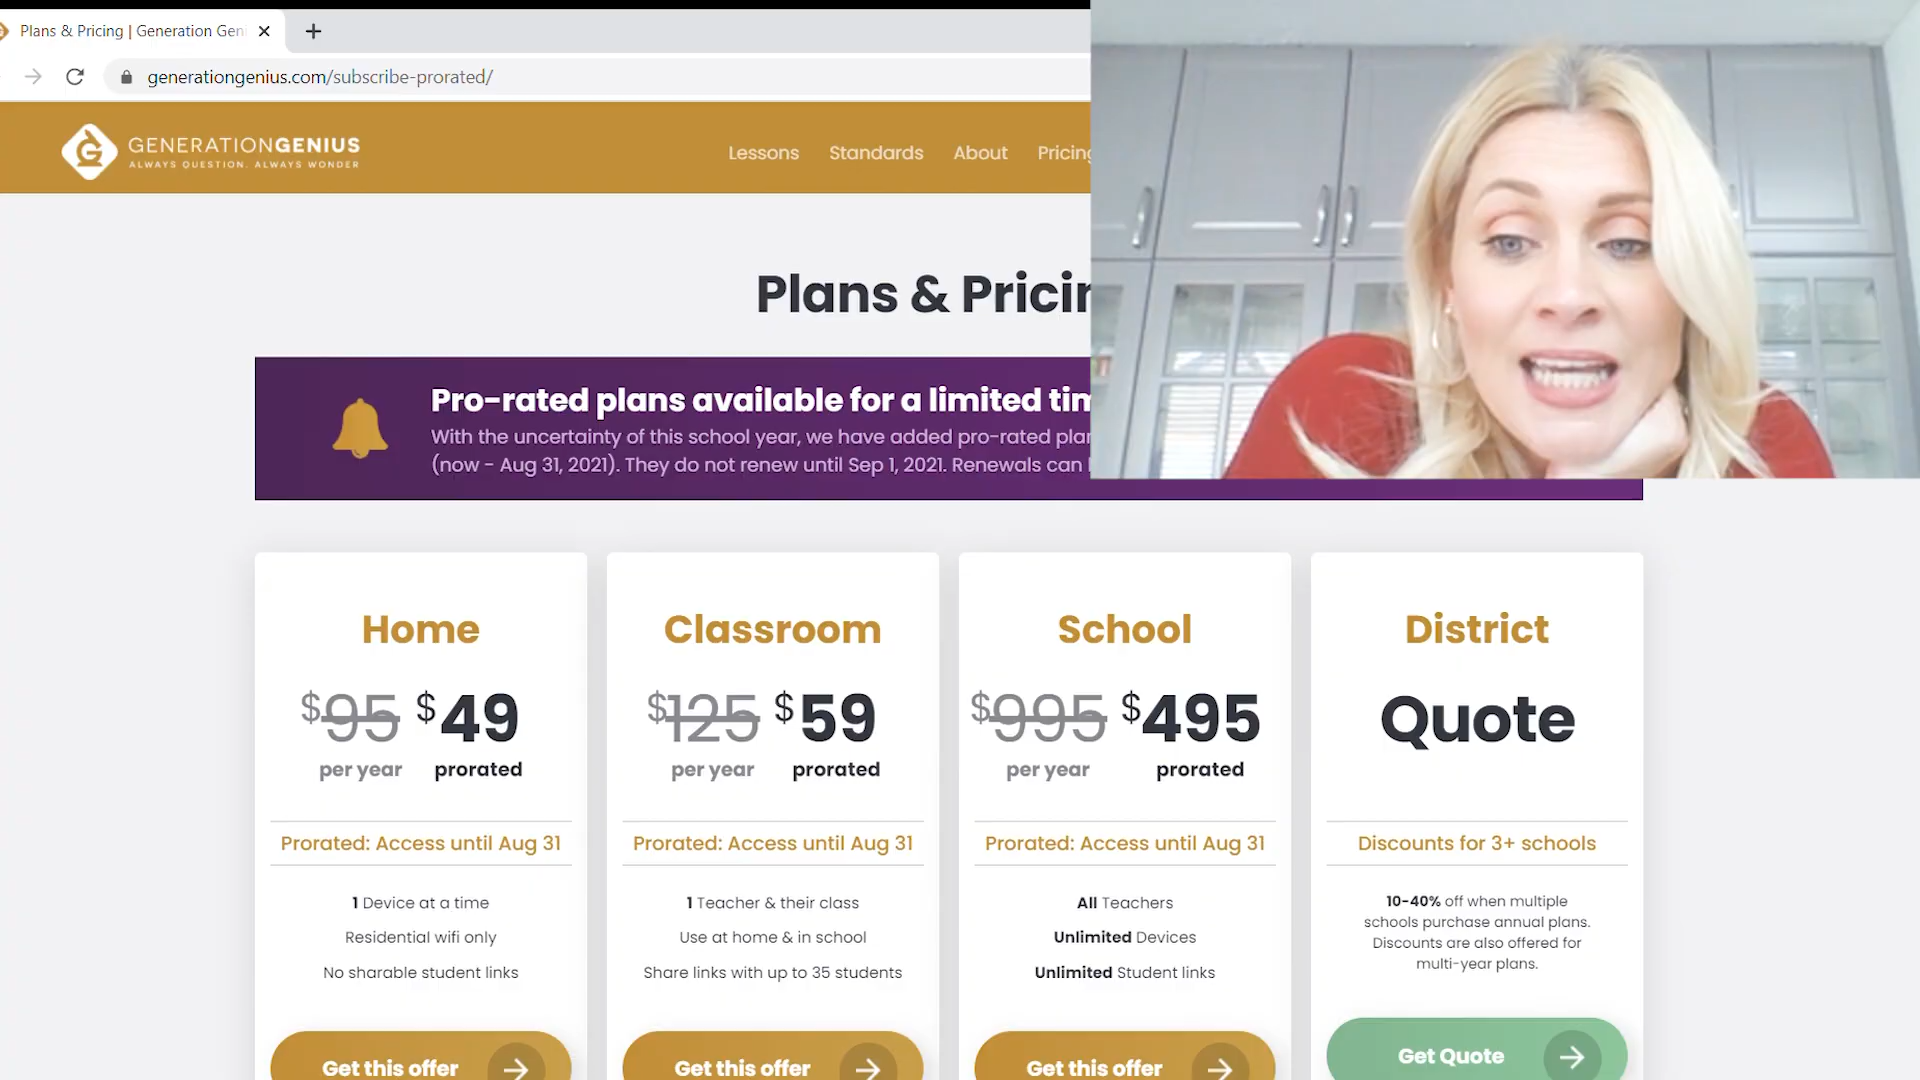 Plans & Pricing | Generation Gen
generationgenius.com/subscribe-prorated/
GENERATIONGENIUS
ALWAYS QUESTION. ALWAYS WONDER
Lessons Standards About Pricing
Plans & Pricin
Pro-rated plans available for a limited tim
With the uncertainty of this school year, we have added pro-rated plan
(now - Aug 31, 2021). They do not renew until Sep 1, 2021. Renewals can
Home
$95 $49
per year prorated
Prorated: Access until Aug 31
1 Device at a time
Residential wifi only
No sharable student links
Get this offer
Classroom
$125 $59
per year prorated
Prorated: Access until Aug 31
1 Teacher & their class
Use at home & in school
Share links with up to 35 students
Get this offer
School
$995 $495
per year prorated
Prorated: Access until Aug 31
All Teachers
Unlimited Devices
Unlimited Student links
Get this offer
District
Quote
Discounts for 3+ schools
10-40% off when multiple
schools purchase annual plans.
Discounts are also offered for
multi-year plans.
Get Quote